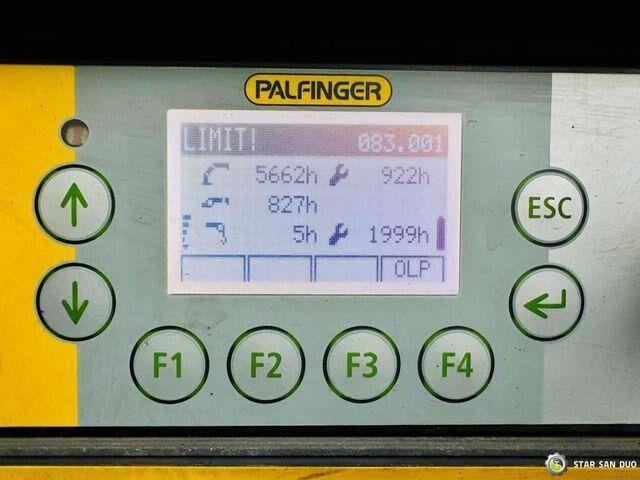 PALFINGER
LIMIT! 083.001
5662h 922h
827h
5h 1999h
OLP
ESC
F1 F2 F3 F4
STAR SAN DUO